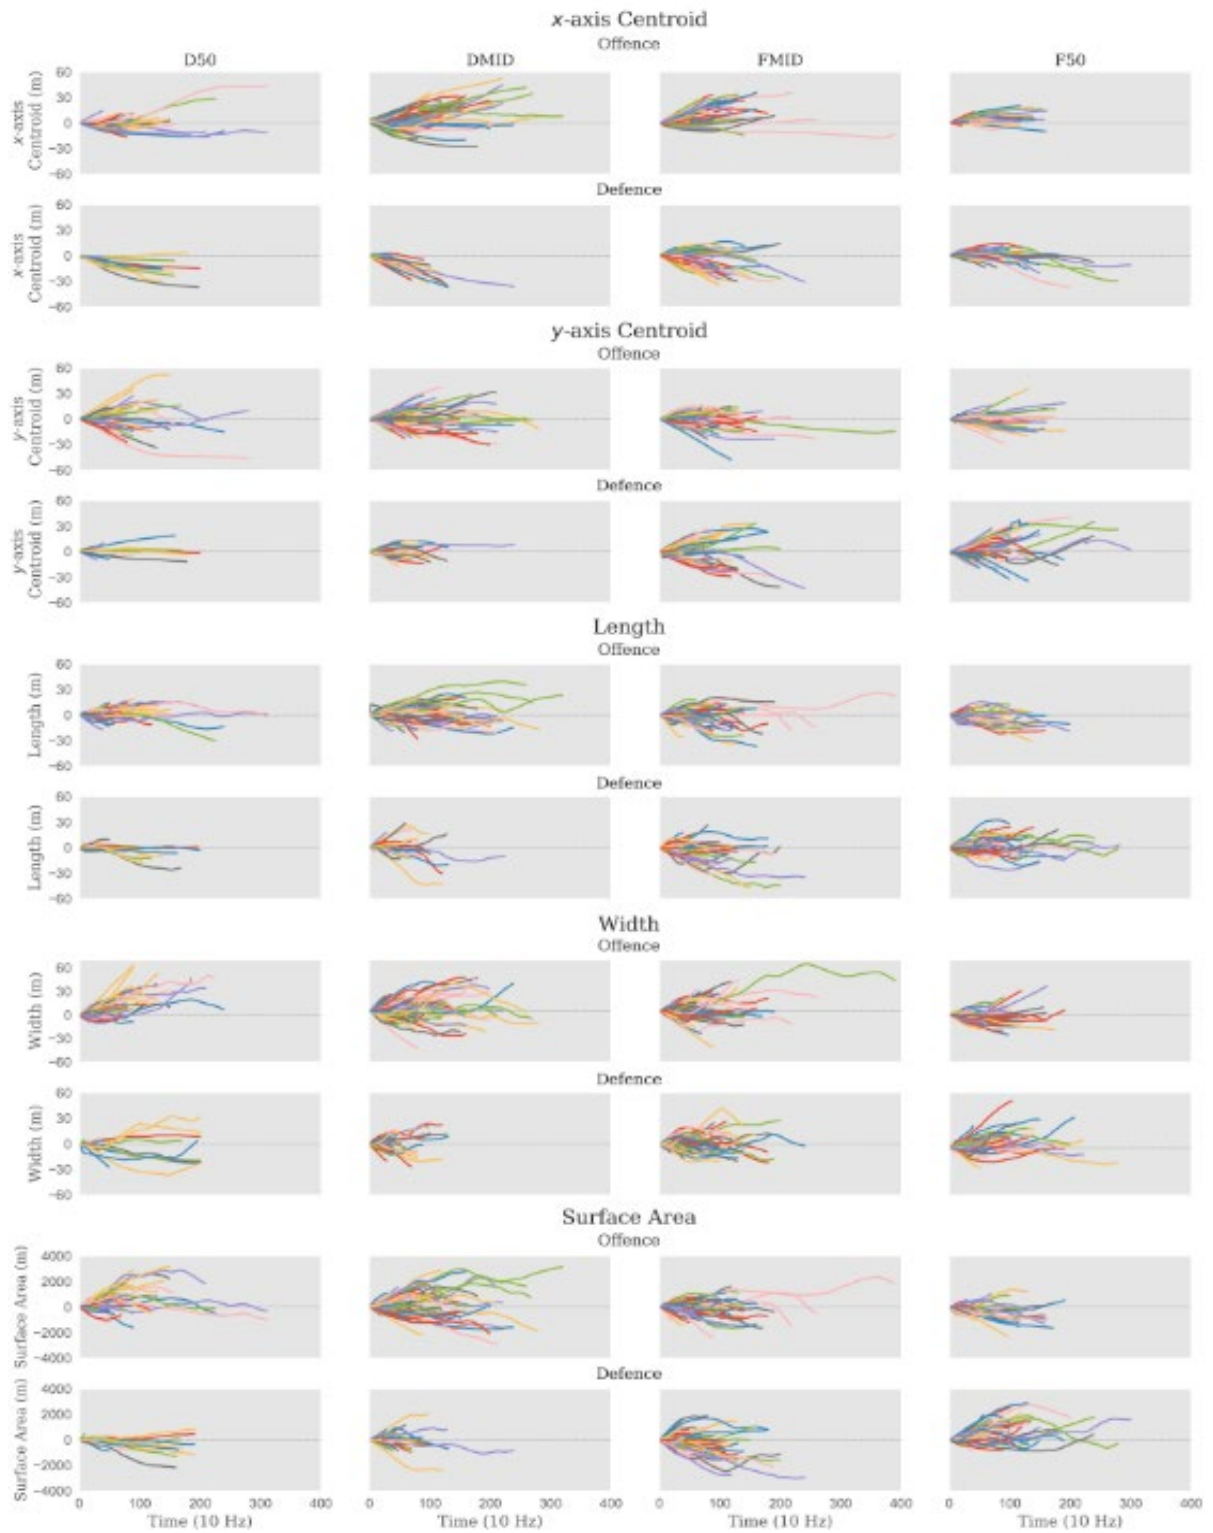 x-axis Centroid
Offence
D50 DMID FMID F50
x-axis
Centroid (m)
60
30
0
−30
−60
Defence
x-axis
Centroid (m)
60
30
0
−30
−60
y-axis Centroid
Offence
y-axis
Centroid (m)
60
30
0
−30
−60
Defence
y-axis
Centroid (m)
60
30
0
−30
−60
Length
Offence
Length (m)
60
30
0
−30
−60
Defence
Length (m)
60
30
0
−30
−60
Width
Offence
Width (m)
60
30
0
−30
−60
Defence
Width (m)
60
30
0
−30
−60
Surface Area
Offence
Surface Area (m)
4000
2000
0
−2000
−4000
Defence
Surface Area (m)
4000
2000
0
−2000
−4000
0 100 200 300 400 0 100 200 300 400 0 100 200 300 400 0 100 200 300 400
Time (10 Hz) Time (10 Hz) Time (10 Hz) Time (10 Hz)